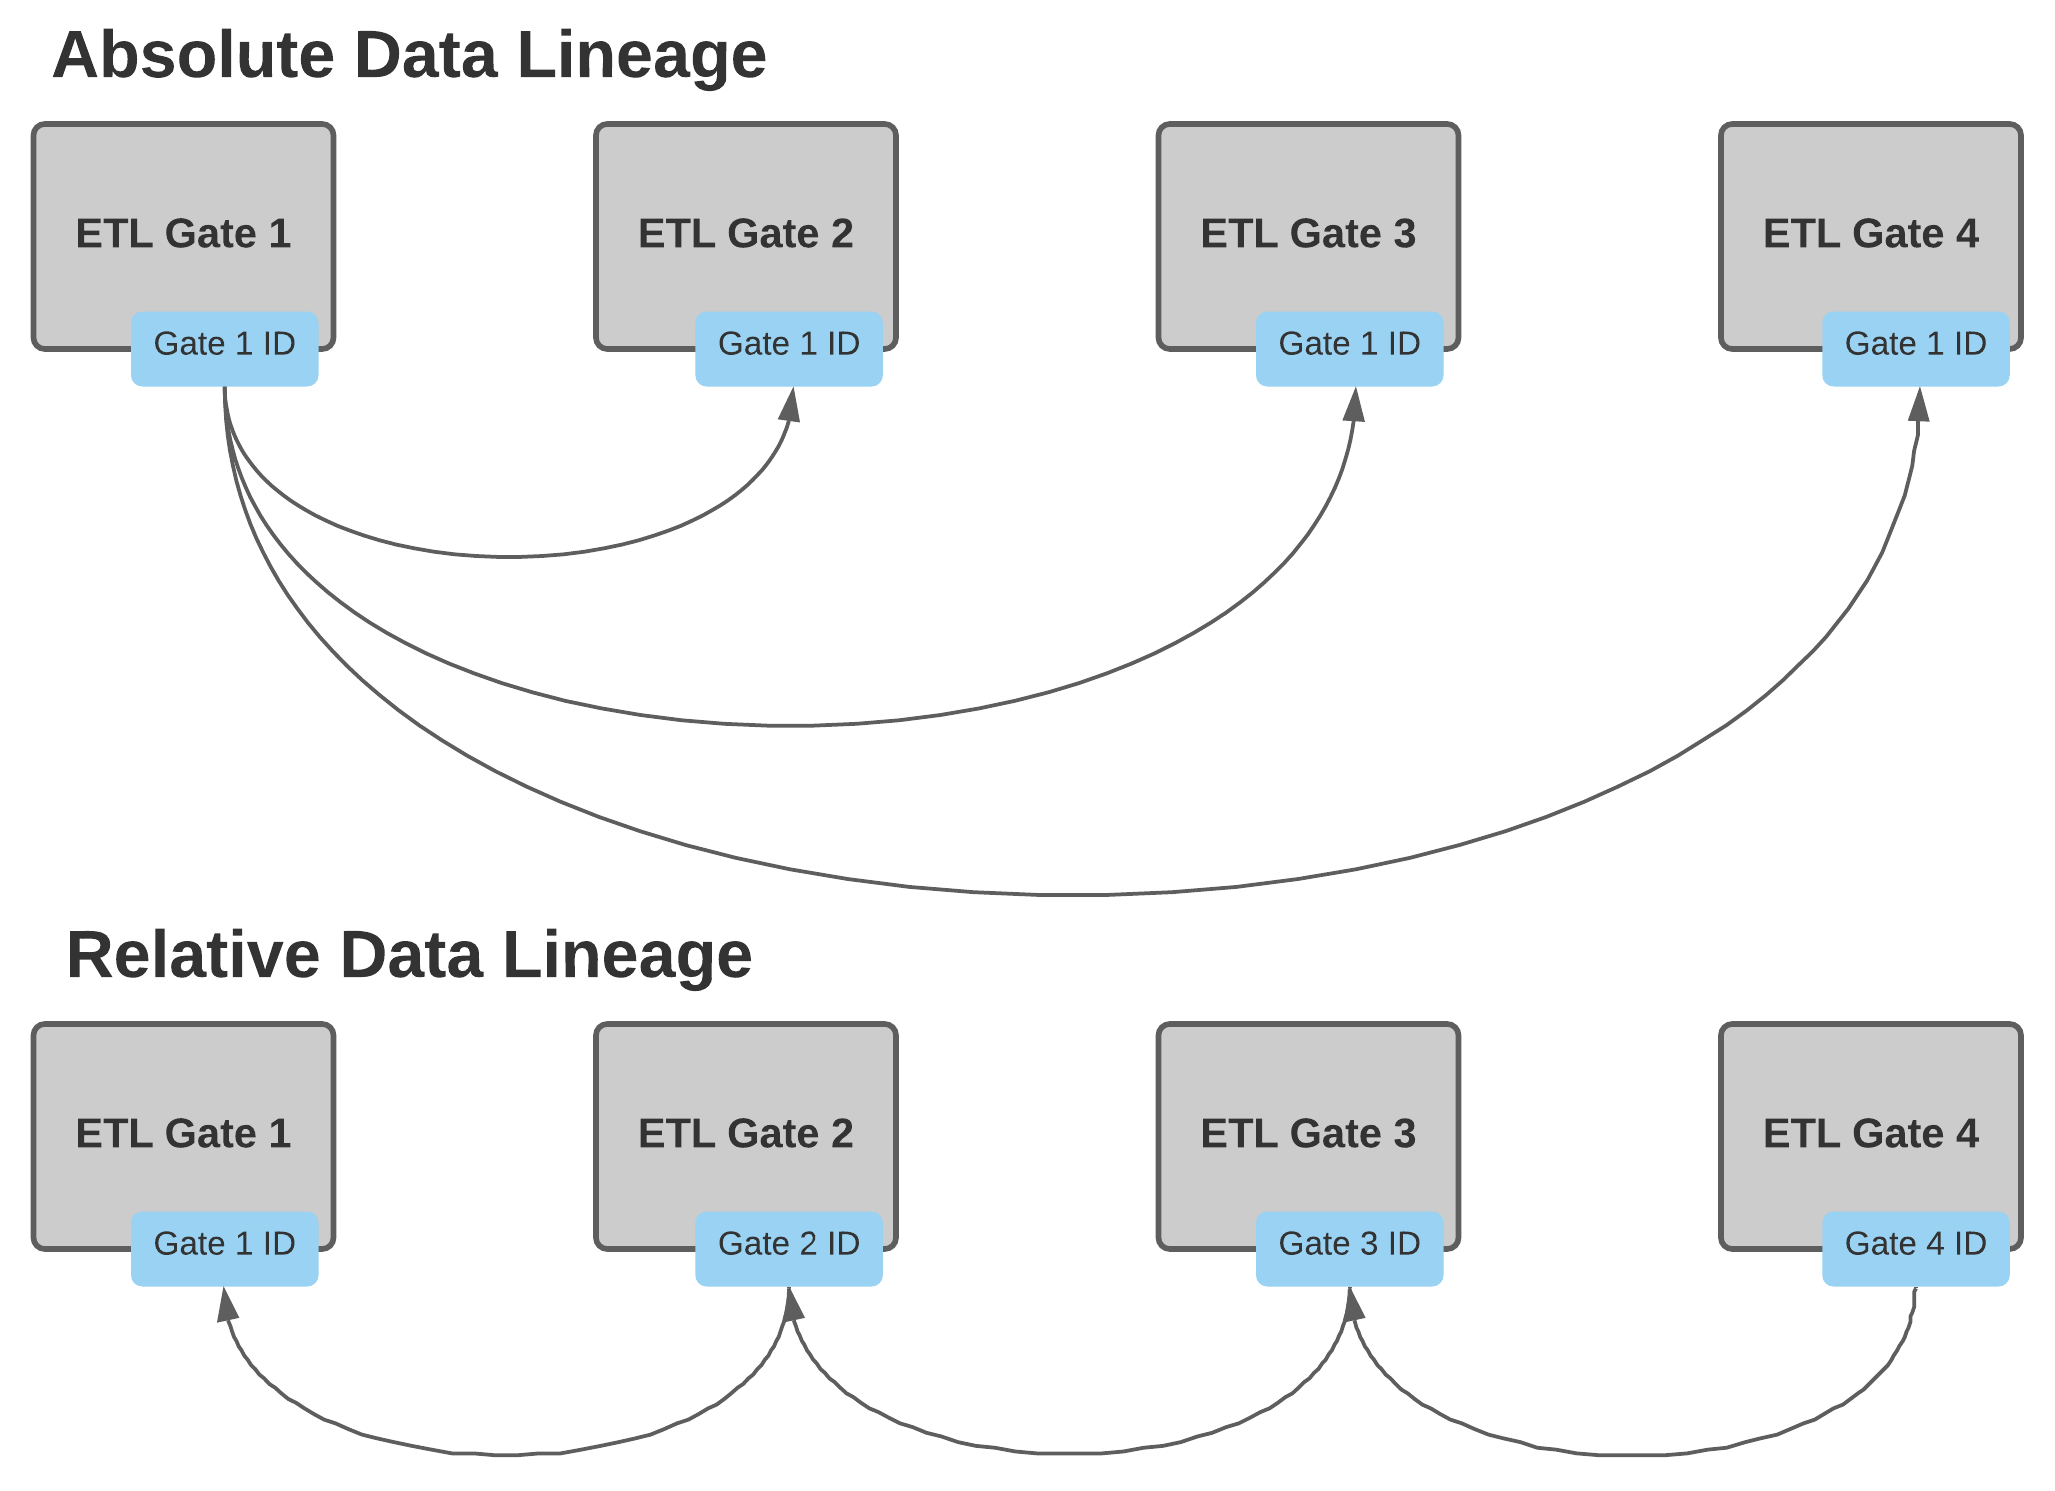 Absolute Data Lineage
ETL Gate 1
ETL Gate 2
ETL Gate 3
ETL Gate 4
Gate 1 ID
Gate 1 ID
Gate 1 ID
Gate 1 ID
Relative Data Lineage
ETL Gate 1
ETL Gate 2
ETL Gate 3
ETL Gate 4
Gate 1 ID
Gate 2 ID
Gate 3 ID
Gate 4 ID